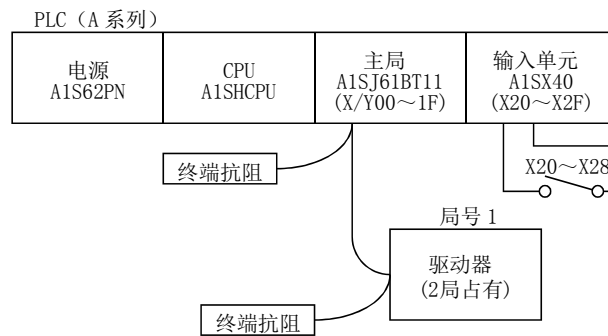 PLC（A 系列）
电源
A1S62PN
CPU
A1SHCPU
主局
A1SJ61BT11
(X/Y00～1F)
输入单元
A1SX40
(X20～X2F)
终端抗阻
X20～X28
局号 1
驱动器
(2局占有)
终端抗阻